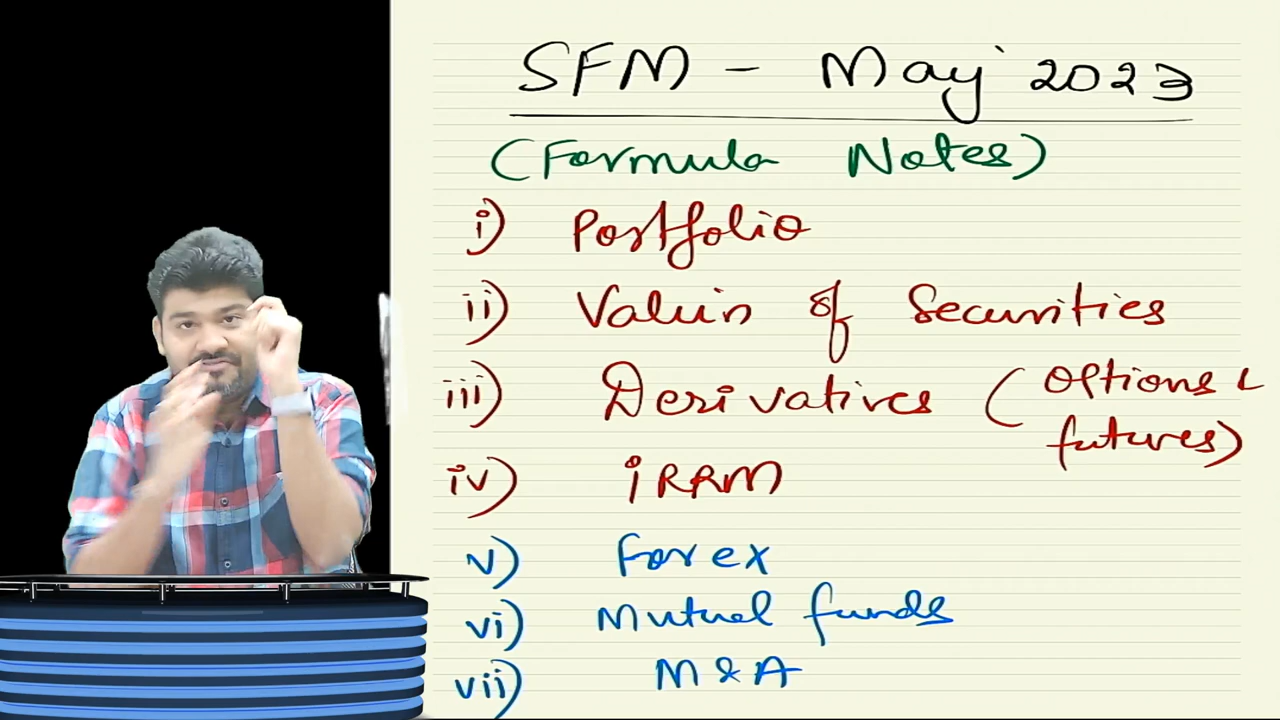 SFM - May 2023
(Formula Notes)
i) Portfolio
ii) Valuin of Securities
iii) Derivatives (Options &
futures)
iv) iRRM
v) Forex
vi) Mutual funds
vii) M & A